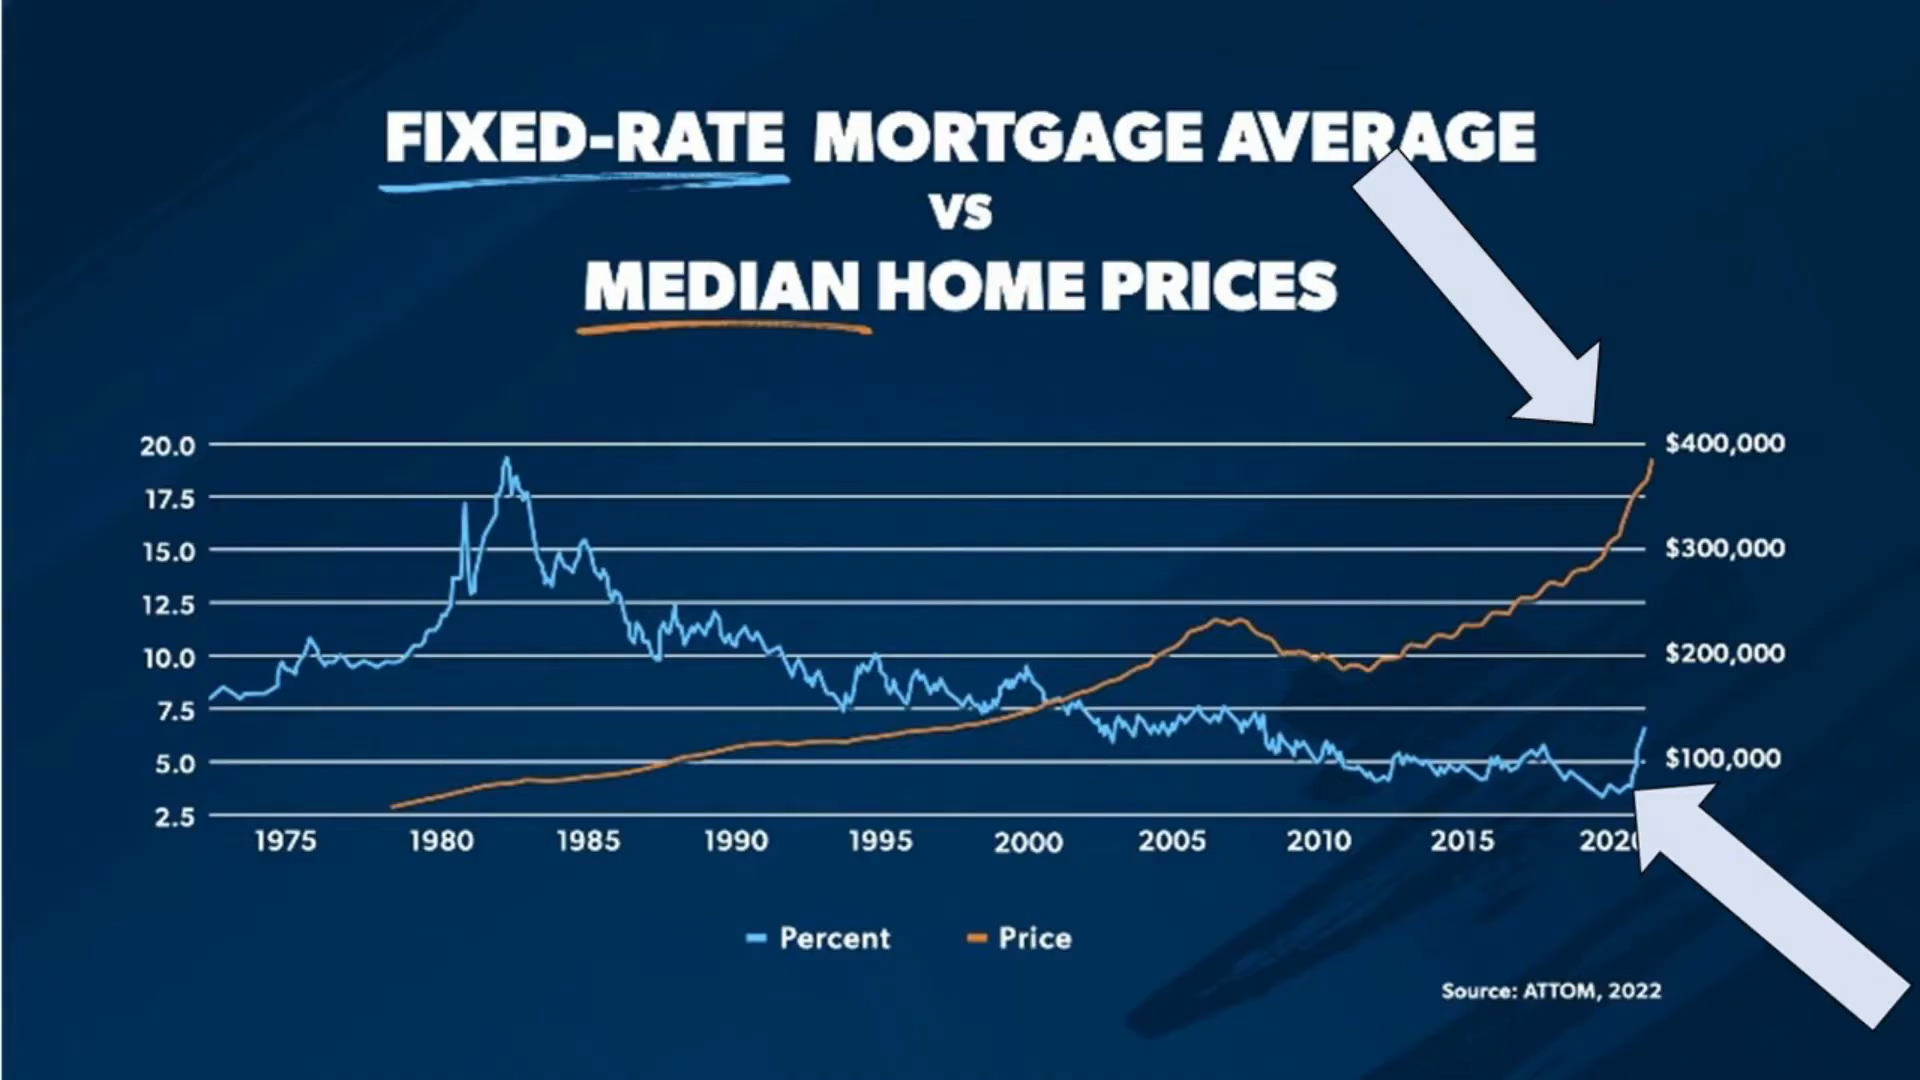 FIXED-RATE MORTGAGE AVERAGE
VS
MEDIAN HOME PRICES
20.0
17.5
15.0
12.5
10.0
7.5
5.0
2.5
$400,000
$300,000
$200,000
$100,000
1975 1980 1985 1990 1995 2000 2005 2010 2015 2020
Percent Price
Source: ATTOM, 2022